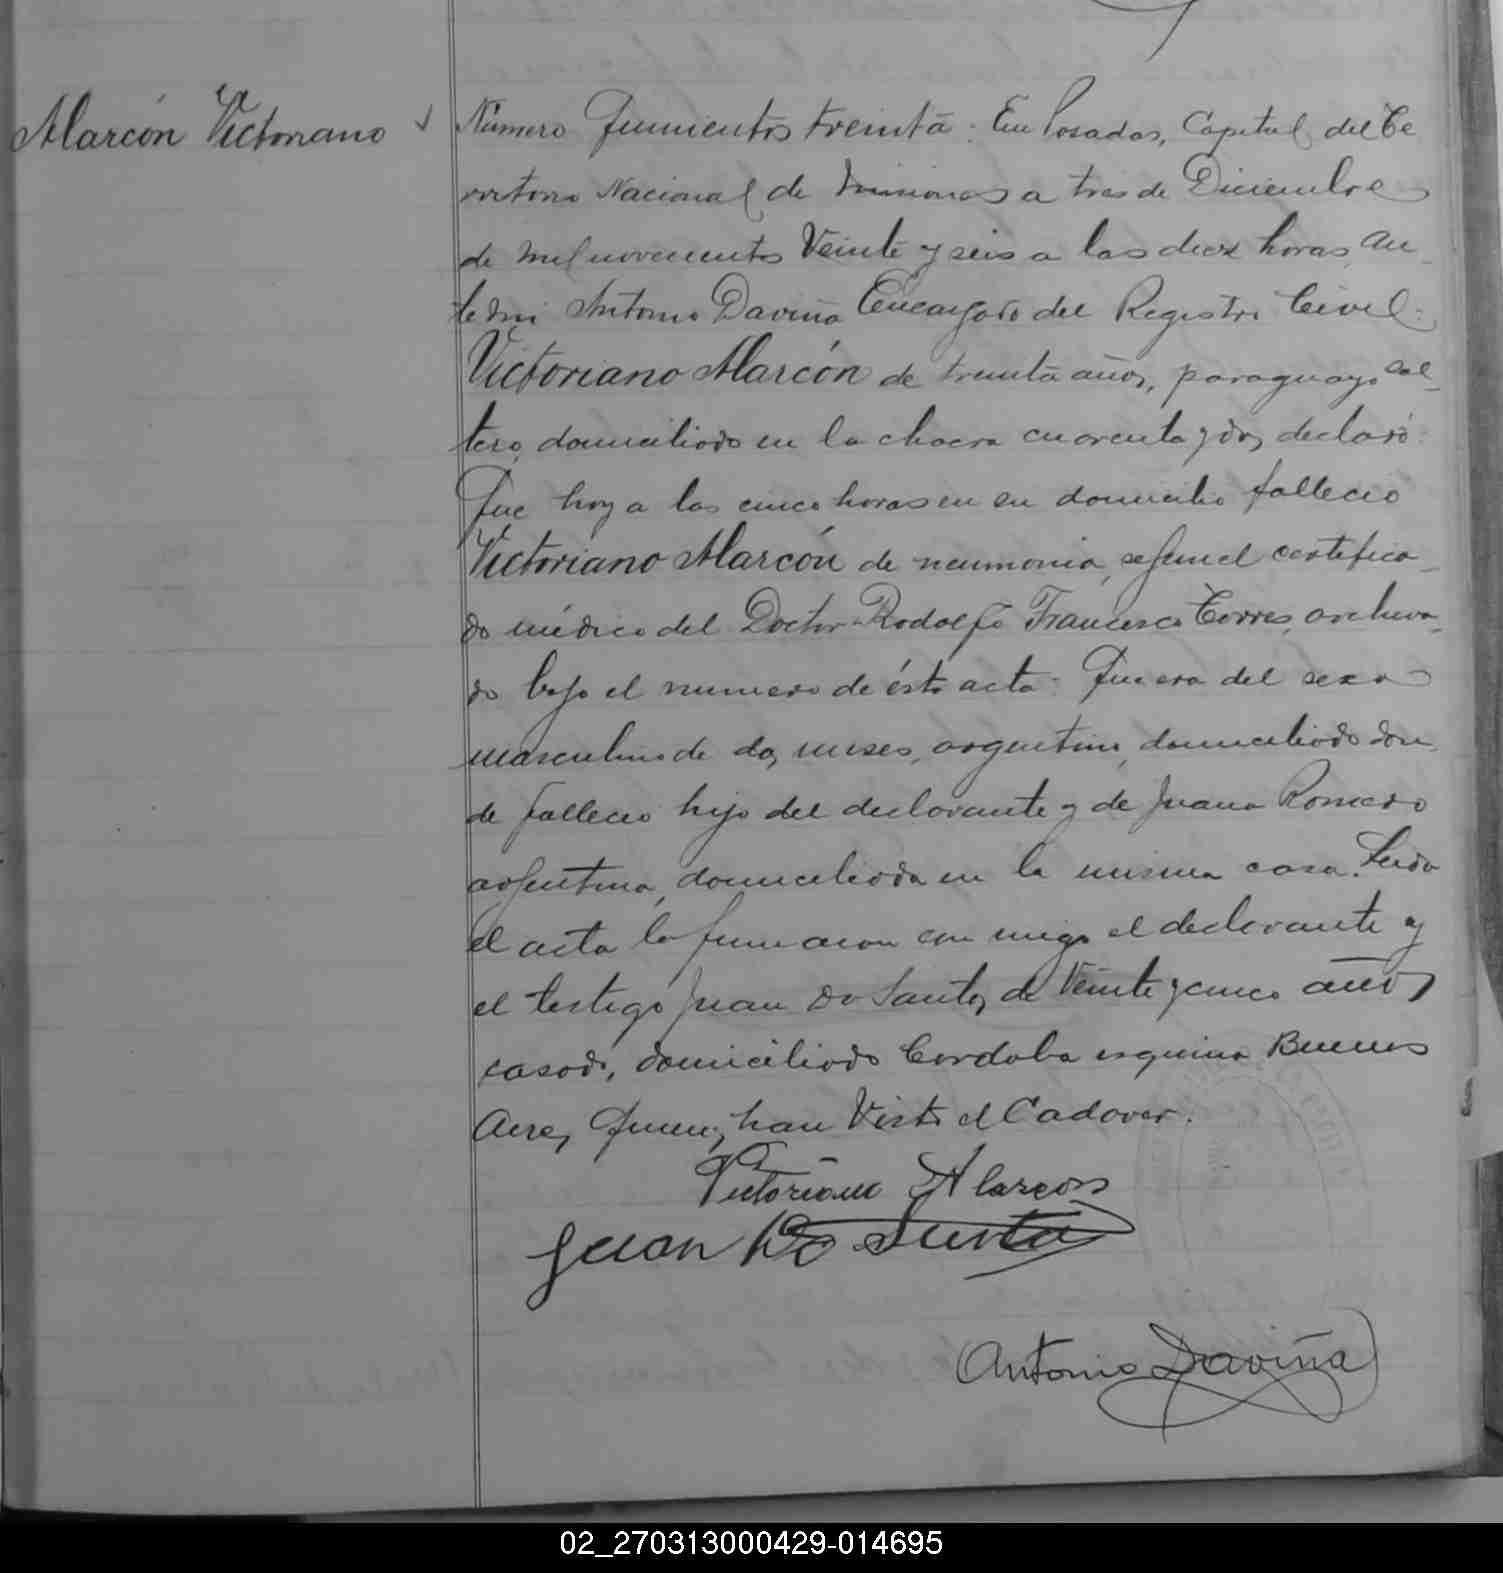 Alarcón Victoriano
Número Quinientos treinta: En Posadas, Capital del Te
rritorio Nacional de Misiones a tres de Diciembre
de mil novecientos Veinte y seis a las diez horas, an_
te mi Antonio Daviña Encargado del Registro Civil:
Victoriano Alarcón de treinta años, paraguayo sol_
tero, domiciliado en la chacra cuarenta y dos, declaró:
Que hoy a las cinco horas en su domicilio falleció
Victoriano Alarcón de neumonia, segun el certifica_
do médico del Doctor Rodolfo Francisco Torres, archiva_
do bajo el numero de ésta acta: Que era del sexo
masculino de dos meses, argentino, domiciliado don_
de falleció hijo del declarante y de Juana Romero
argentina, domiciliada en la misma casa. Leida
el acta la firmaron con migo el declarante y
el testigo Juan Do Santos, de Veinte y cinco años
casado, domiciliado Cordoba esquina Buenos
Aires, Quienes han Visto el Cadaver.
Victoriano Alarcon
Juan Do Santo
Antonio Daviña
02_270313000429-014695